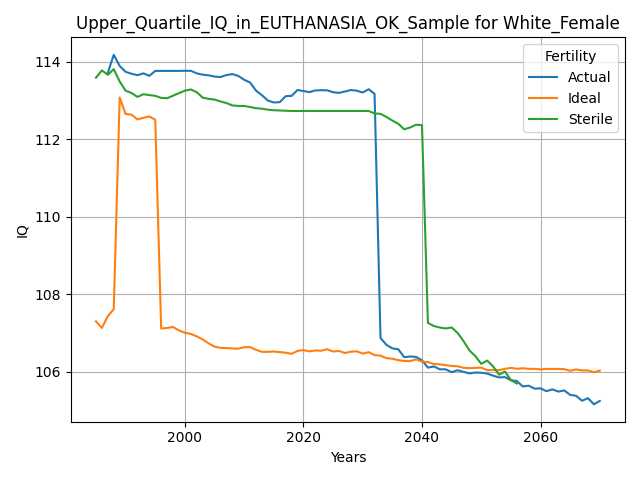 Upper_Quartile_IQ_in_EUTHANASIA_OK_Sample for White_Female
Fertility
Actual
Ideal
Sterile
114
112
110
108
106
IQ
2000
2020
2040
2060
Years